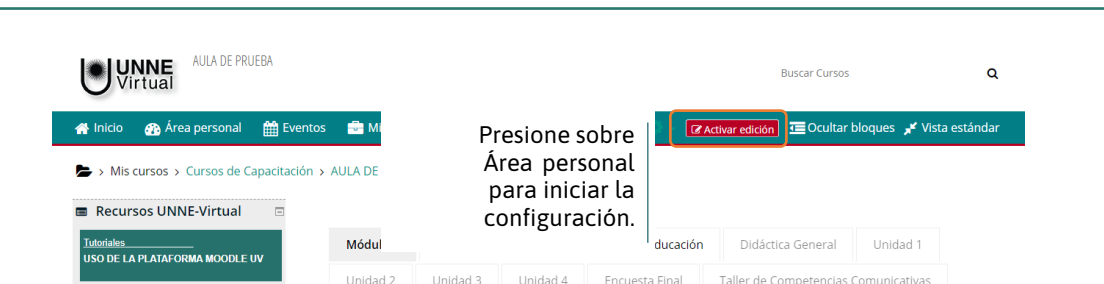 UNNE
Virtual
AULA DE PRUEBA
Buscar Cursos
Inicio Área personal Eventos Mi
Activar edición Ocultar bloques Vista estándar
Presione sobre
Área personal
para iniciar la
configuración.
> Mis cursos > Cursos de Capacitación > AULA DE
Recursos UNNE-Virtual
Tutoriales
USO DE LA PLATAFORMA MOODLE UV
Módul
ducación Didáctica General Unidad 1
Unidad 2 Unidad 3 Unidad 4 Encuesta Final Taller de Competencias Comunicativas